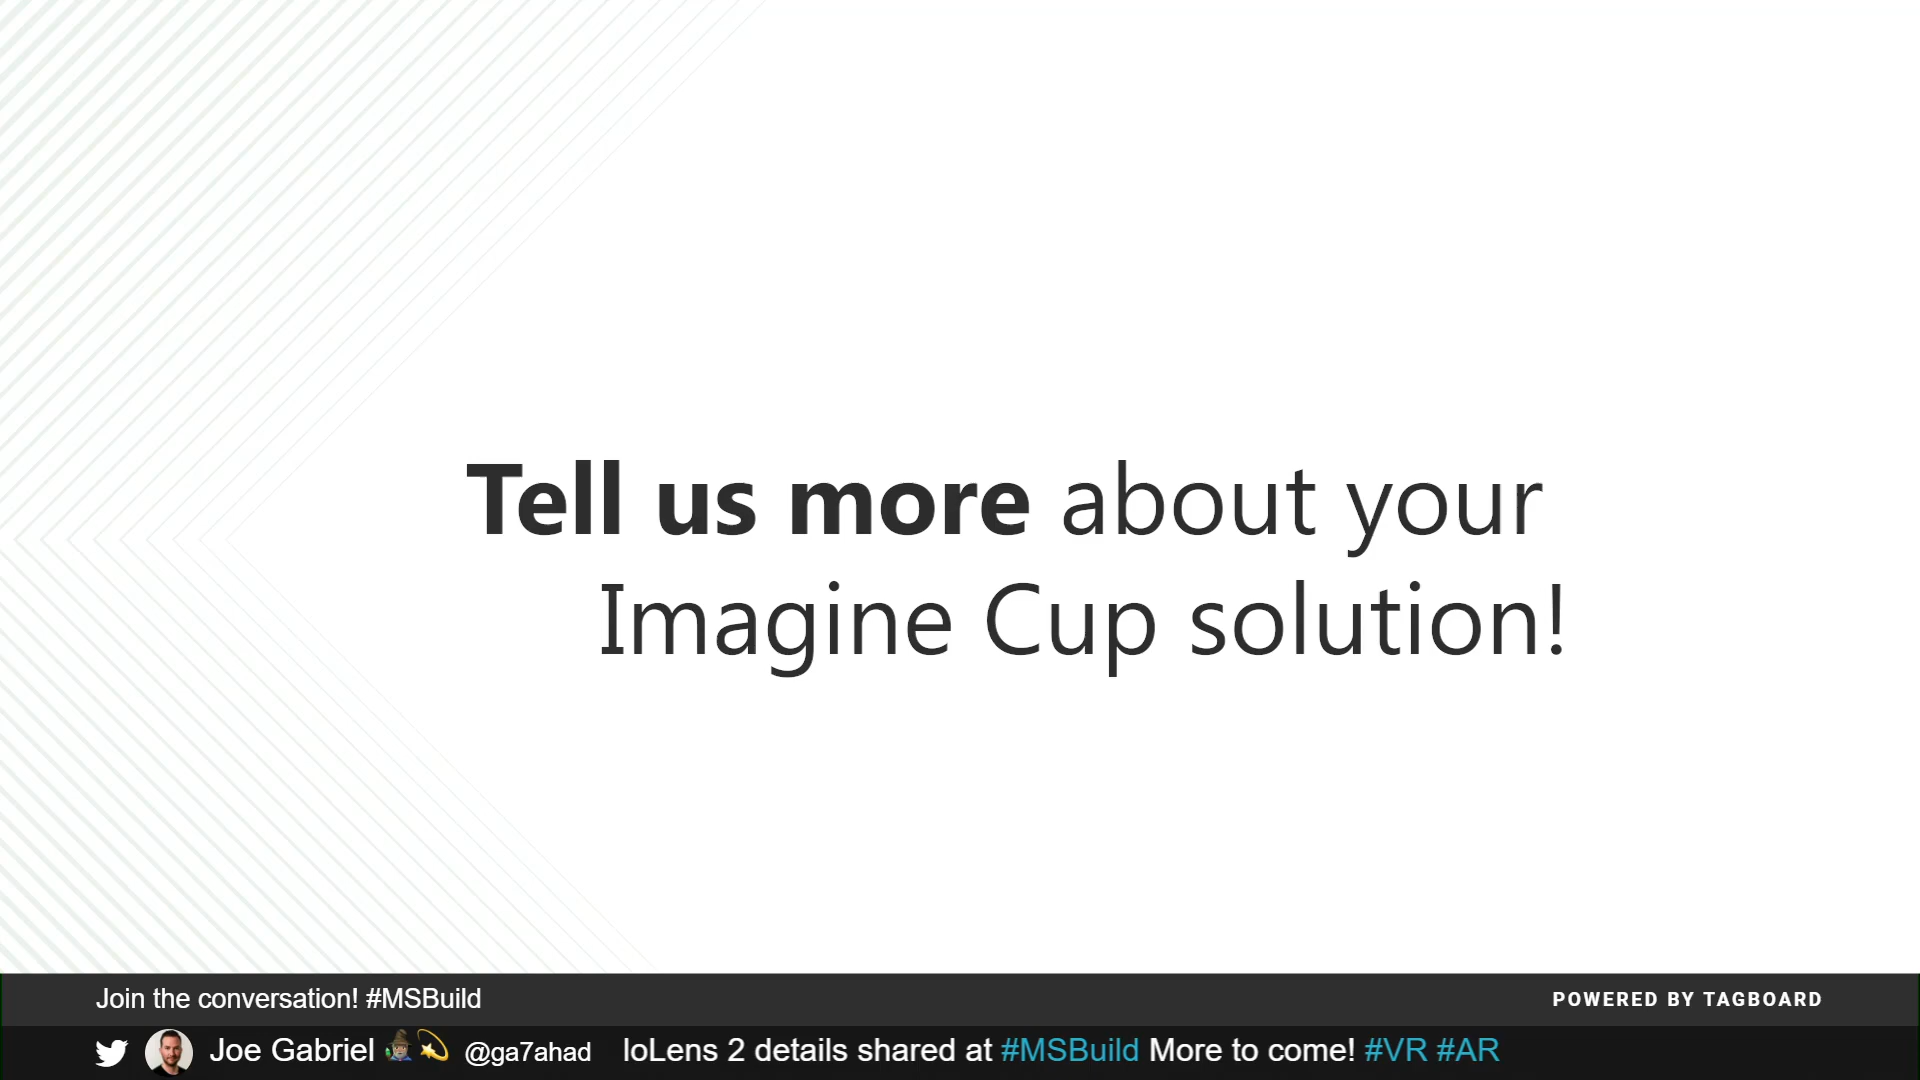 Tell us more about your
Imagine Cup solution!
Join the conversation! #MSBuild
POWERED BY TAGBOARD
Joe Gabriel @ga7ahad loLens 2 details shared at #MSBuild More to come! #VR #AR